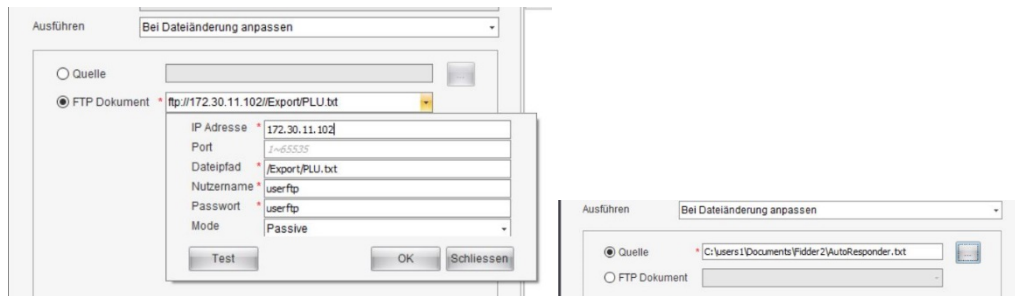 Ausführen Bei Dateiänderung anpassen
Quelle
FTP Dokument * ftp://172.30.11.102//Export/PLU.txt
IP Adresse * 172.30.11.102
Port 1~65535
Dateipfad * /Export/PLU.txt
Nutzername * userftp
Passwort * userftp
Mode Passive
Test OK Schliessen
Ausführen Bei Dateiänderung anpassen
Quelle * C:\users1\Documents\Fidder2\AutoResponder.txt
FTP Dokument